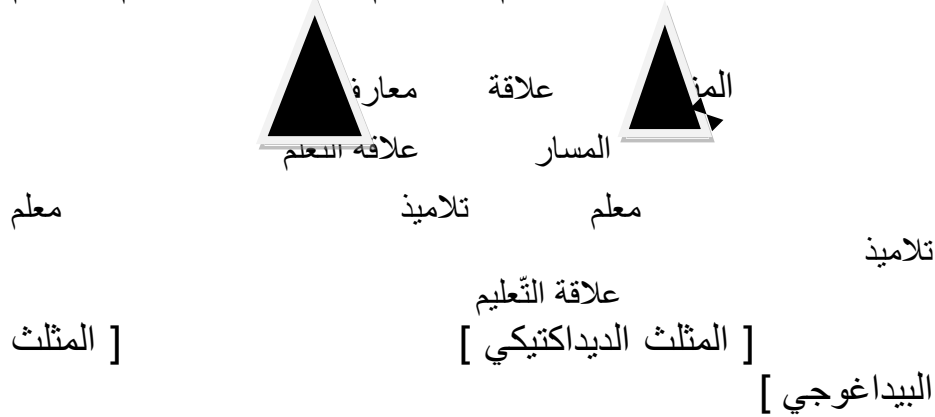 علاقة معارف
المسار علاقة التعلم
معلم تلاميذ معلم
تلاميذ
علاقة التّعليم
[ المثلث الديداكتيكي ] [ المثلث
البيداغوجي ]